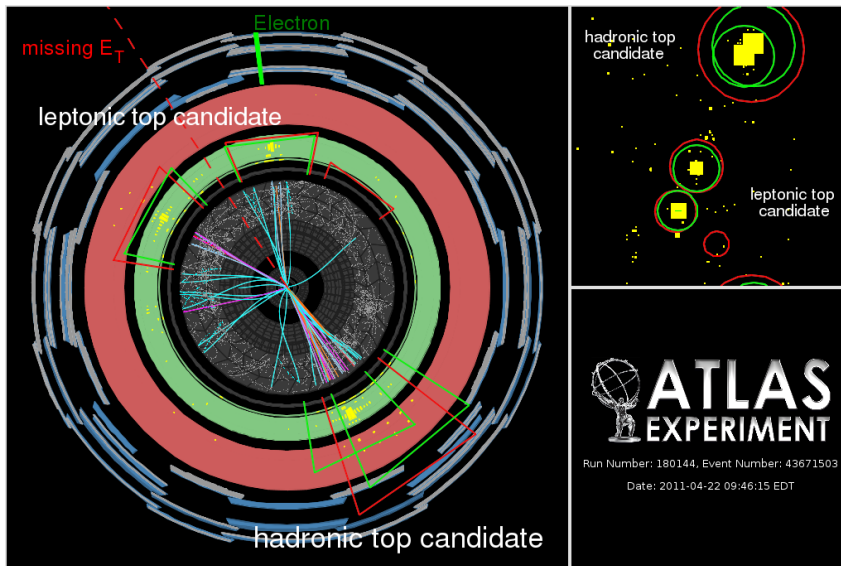 Electron
missing E_T
leptonic top candidate
hadronic top candidate
hadronic top
candidate
leptonic top
candidate
ATLAS
EXPERIMENT
Run Number: 180144, Event Number: 43671503
Date: 2011-04-22 09:46:15 EDT